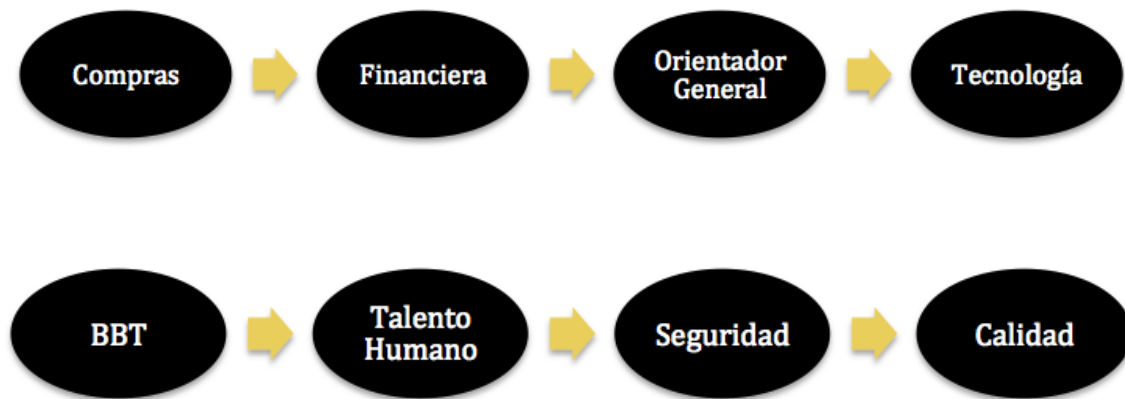 Compras
Financiera
Orientador
General
Tecnología
BBT
Talento
Humano
Seguridad
Calidad